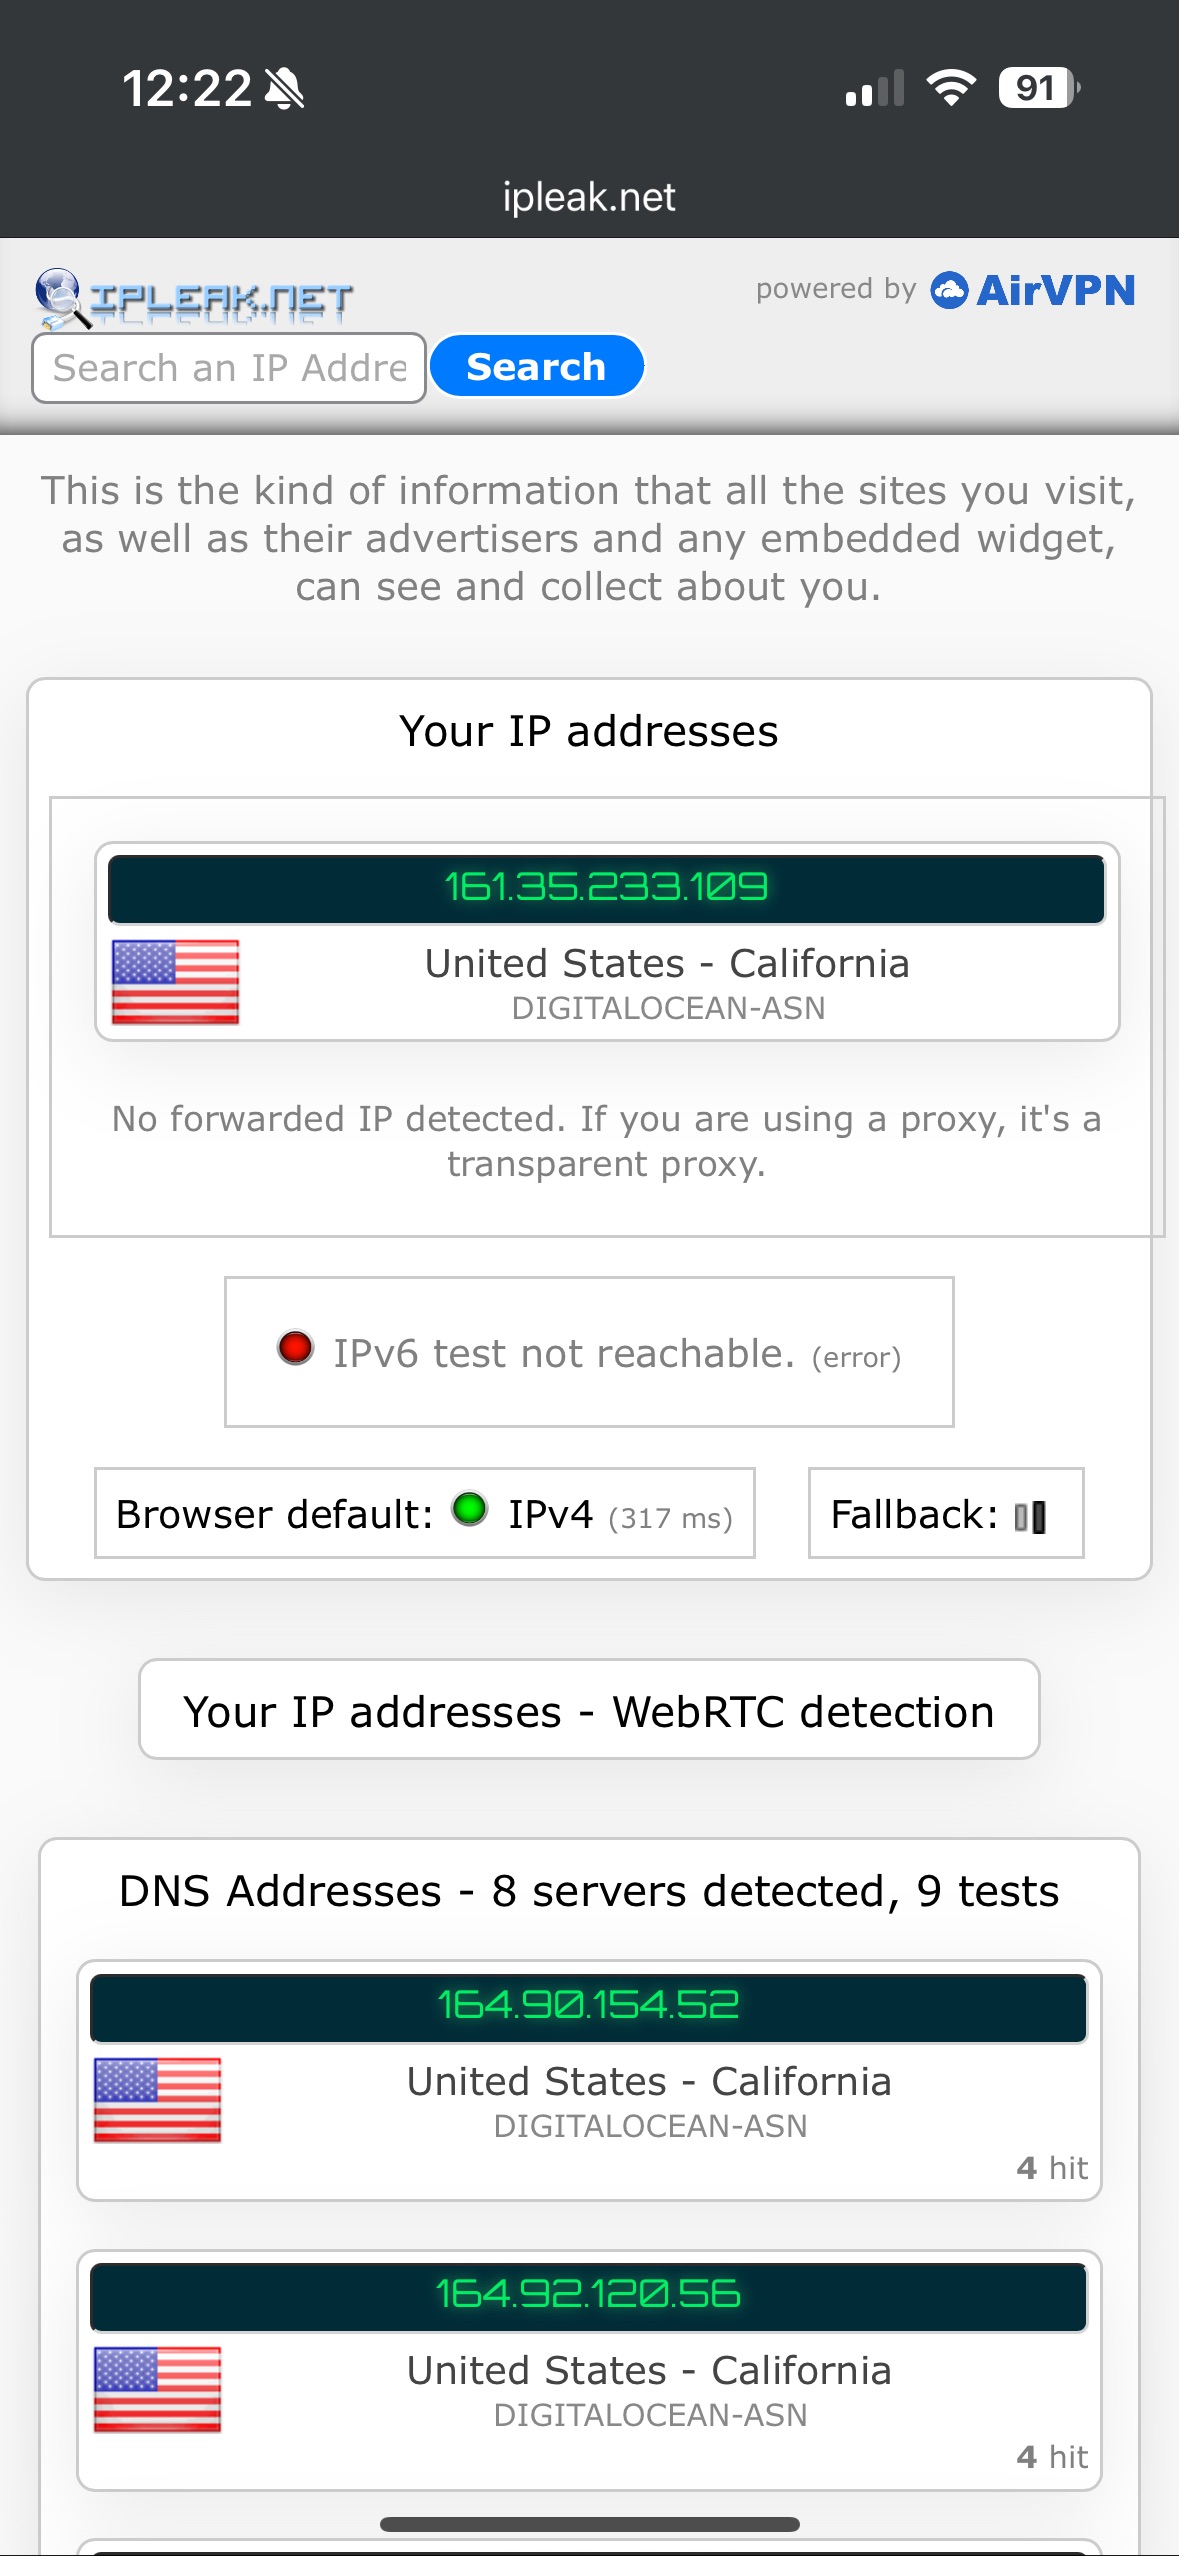 12:22
91
ipleak.net
IPLEAK.NET
powered by AirVPN
Search an IP Addre
Search
This is the kind of information that all the sites you visit,
as well as their advertisers and any embedded widget,
can see and collect about you.
Your IP addresses
161.35.233.109
United States - California
DIGITALOCEAN-ASN
No forwarded IP detected. If you are using a proxy, it's a
transparent proxy.
IPv6 test not reachable. (error)
Browser default: IPv4 (317 ms)
Fallback:
Your IP addresses - WebRTC detection
DNS Addresses - 8 servers detected, 9 tests
164.90.154.52
United States - California
DIGITALOCEAN-ASN
4 hit
164.92.120.56
United States - California
DIGITALOCEAN-ASN
4 hit